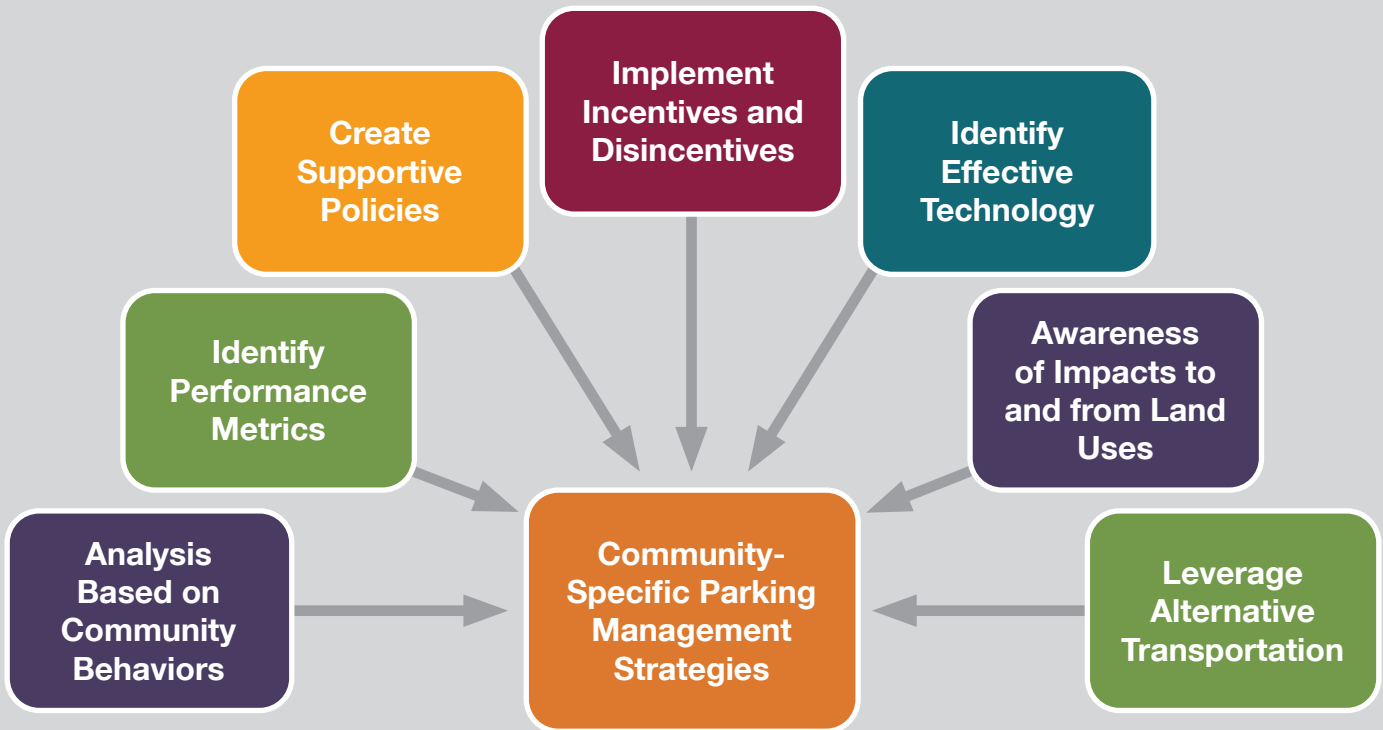 Implement
Incentives and
Disincentives
Create
Supportive
Policies
Identify
Effective
Technology
Identify
Performance
Metrics
Awareness
of Impacts to
and from Land
Uses
Analysis
Based on
Community
Behaviors
Community-
Specific Parking
Management
Strategies
Leverage
Alternative
Transportation